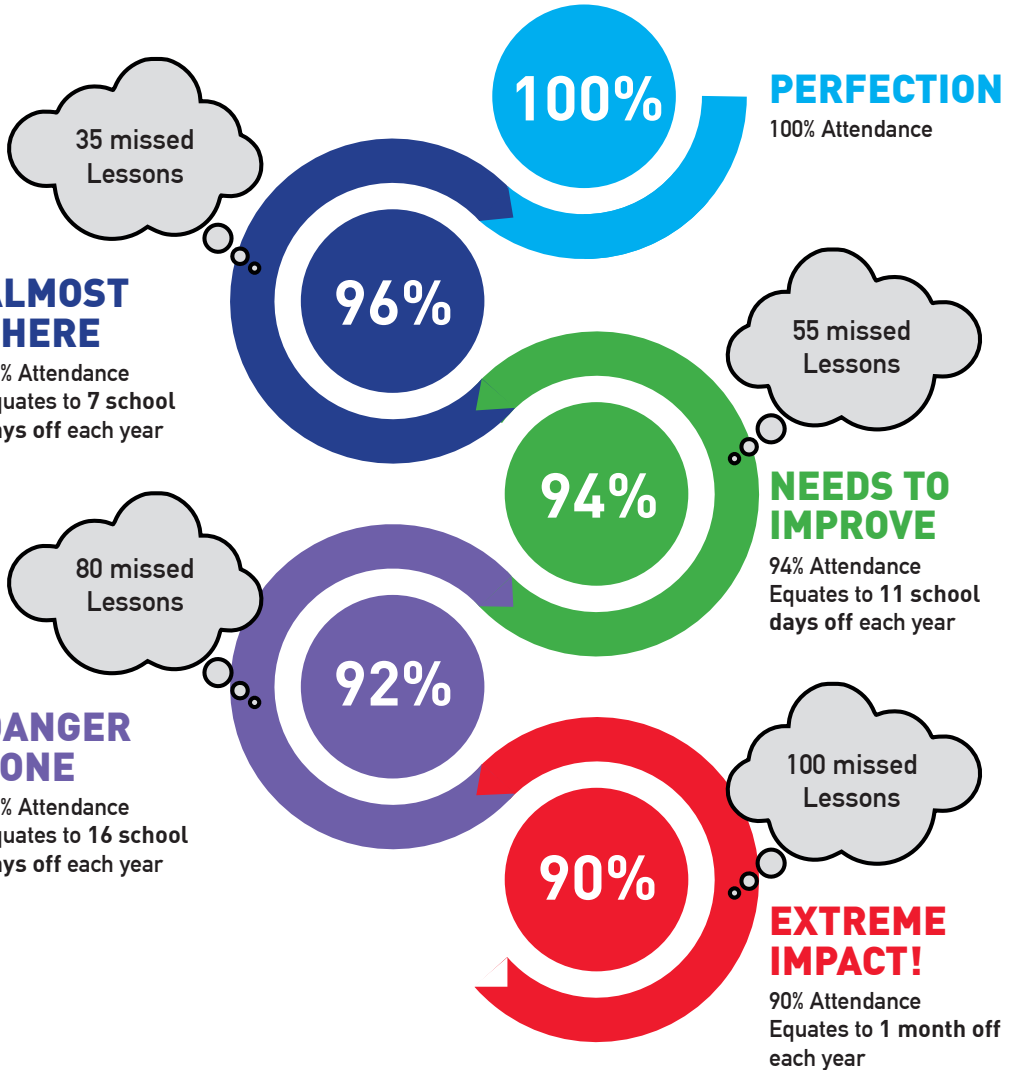 100%
PERFECTION
100% Attendance
35 missed
Lessons
96%
ALMOST
HERE
% Attendance
quates to 7 school
ays off each year
55 missed
Lessons
94%
NEEDS TO
IMPROVE
94% Attendance
Equates to 11 school
days off each year
80 missed
Lessons
92%
DANGER
ONE
% Attendance
quates to 16 school
ays off each year
100 missed
Lessons
90%
EXTREME
IMPACT!
90% Attendance
Equates to 1 month off
each year